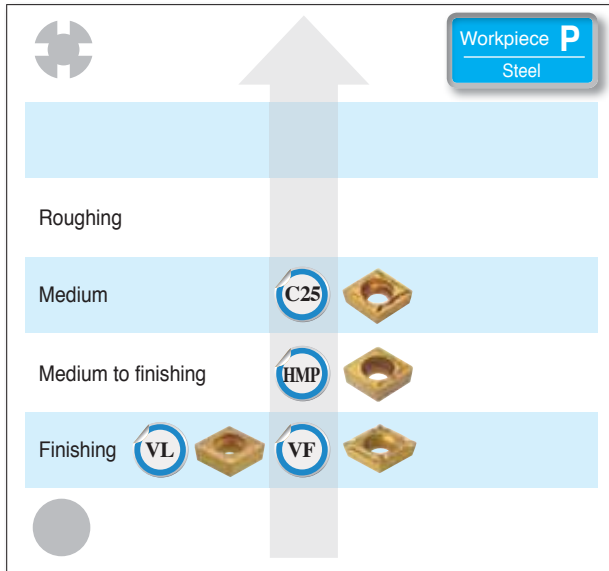 Workpiece P
Steel
Roughing
Medium C25
Medium to finishing HMP
Finishing VL VF